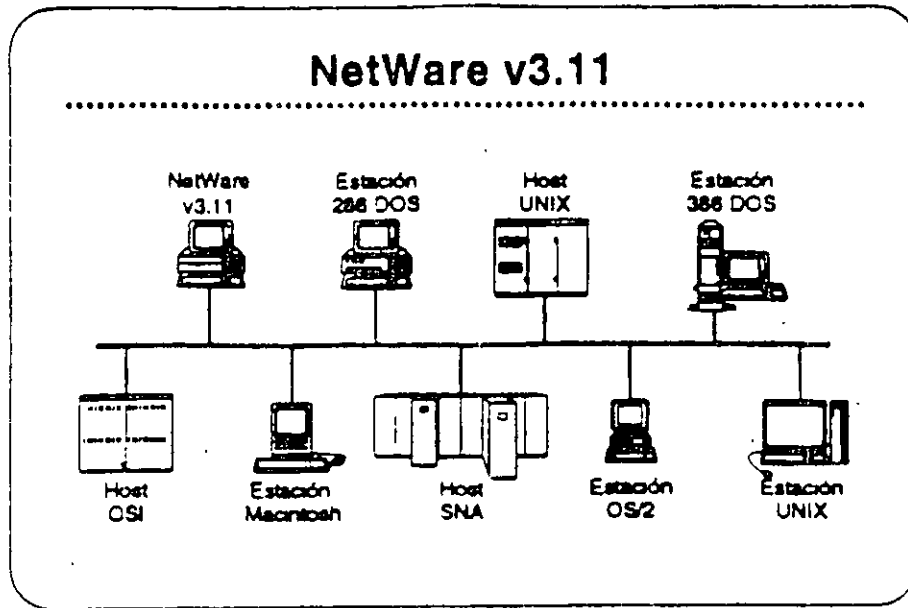 NetWare v3.11
NetWare
v3.11
Estación
286 DOS
Host
UNIX
Estación
386 DOS
Host
OSI
Estación
Macintosh
Host
SNA
Estación
OS/2
Estación
UNIX